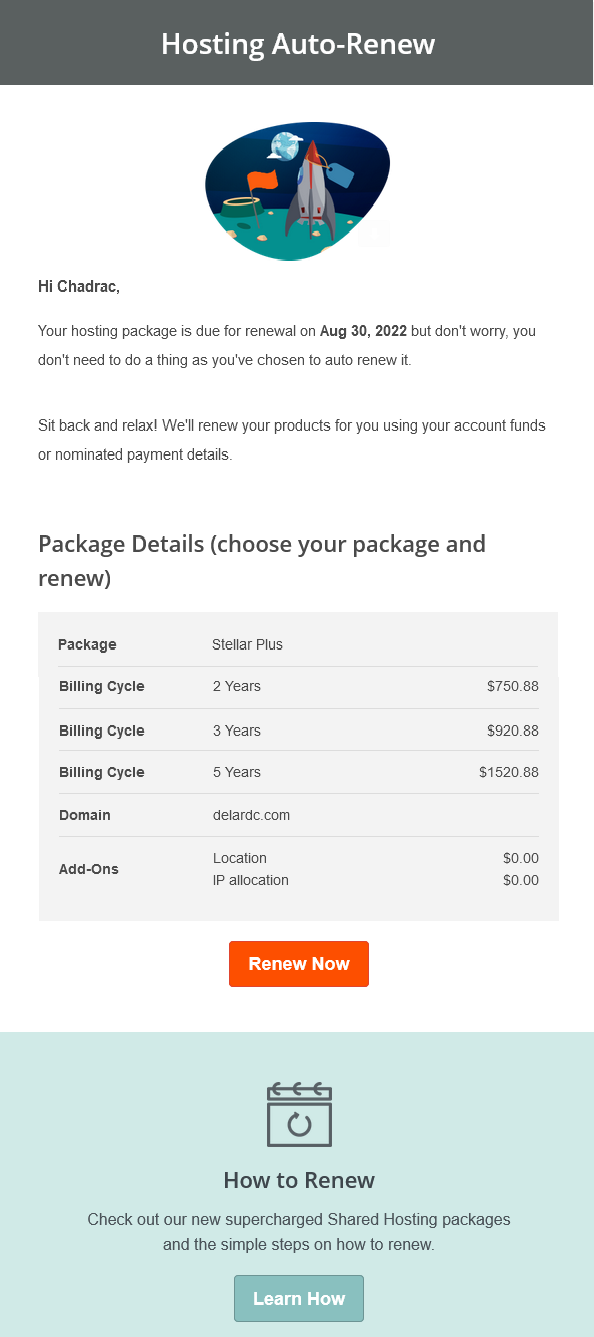 Hosting Auto-Renew
Hi Chadrac,
Your hosting package is due for renewal on Aug 30, 2022 but don't worry, you
don't need to do a thing as you've chosen to auto renew it.
Sit back and relax! We'll renew your products for you using your account funds
or nominated payment details.
Package Details (choose your package and
renew)
Package Stellar Plus
Billing Cycle 2 Years $750.88
Billing Cycle 3 Years $920.88
Billing Cycle 5 Years $1520.88
Domain delardc.com
Add-Ons
Location $0.00
IP allocation $0.00
Renew Now
How to Renew
Check out our new supercharged Shared Hosting packages
and the simple steps on how to renew.
Learn How